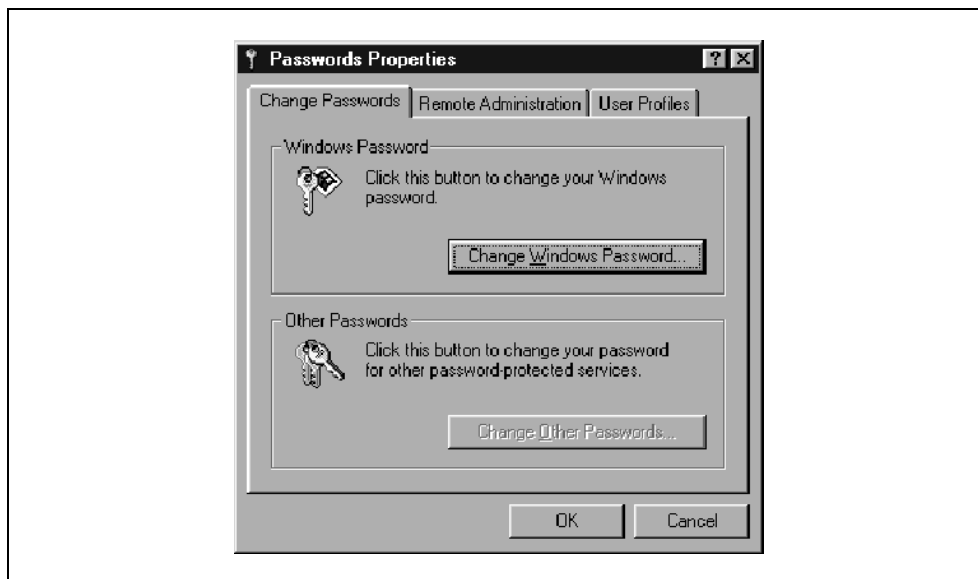 Passwords Properties
Change Passwords
Remote Administration
User Profiles
Windows Password
Click this button to change your Windows
password.
Change Windows Password...
Other Passwords
Click this button to change your password
for other password-protected services.
Change Other Passwords...
OK
Cancel